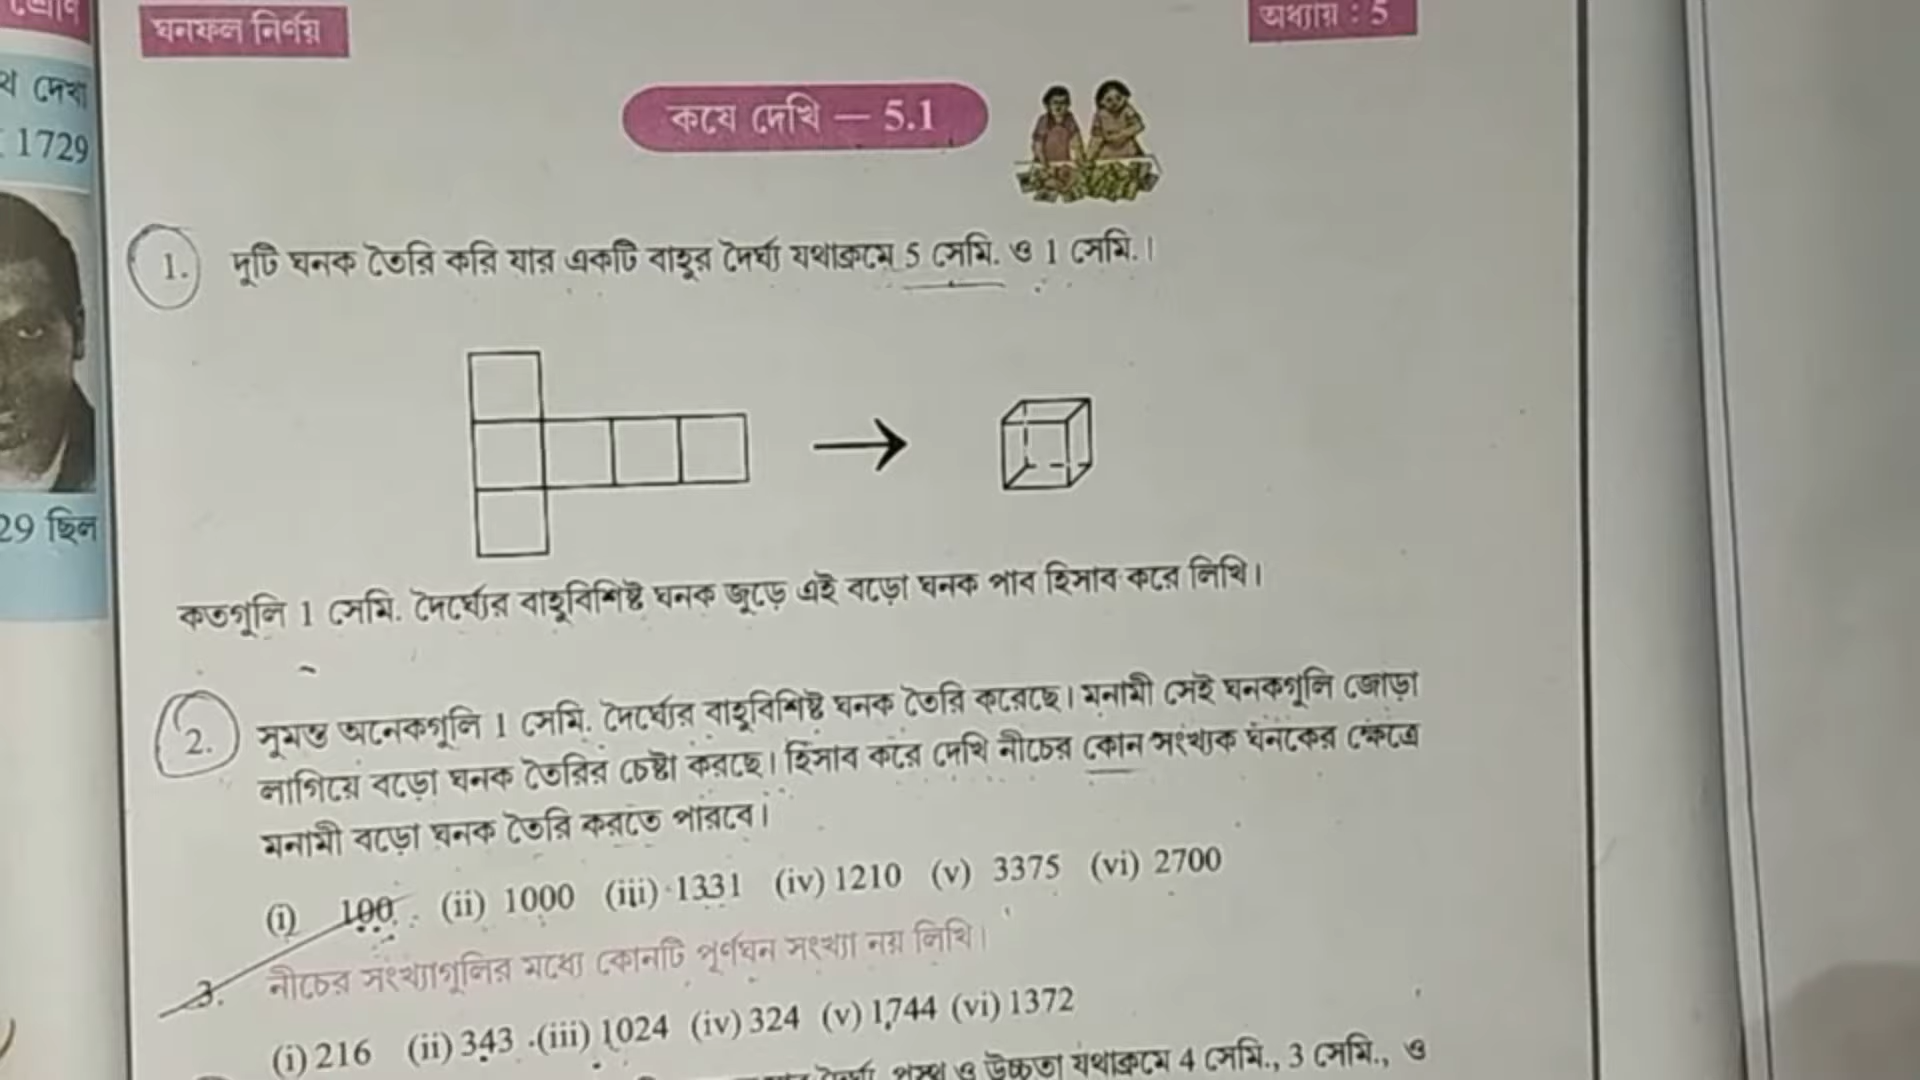 ঘনফল নির্ণয়
অধ্যায় : 5
দেখা
1729
29 ছিল
কষে দেখি — 5.1
1. দুটি ঘনক তৈরি করি যার একটি বাহুর দৈর্ঘ্য যথাক্রমে 5 সেমি. ও 1 সেমি.।
কতগুলি 1 সেমি. দৈর্ঘ্যের বাহুবিশিষ্ট ঘনক জুড়ে এই বড়ো ঘনক পাব হিসাব করে লিখি।
2. সুমন্ত অনেকগুলি 1 সেমি. দৈর্ঘ্যের বাহুবিশিষ্ট ঘনক তৈরি করেছে। মনামী সেই ঘনকগুলি জোড়া
লাগিয়ে বড়ো ঘনক তৈরির চেষ্টা করছে। হিসাব করে দেখি নীচের কোন সংখ্যক ঘনকের ক্ষেত্রে
মনামী বড়ো ঘনক তৈরি করতে পারবে।
(i) 100 (ii) 1000 (iii) 1331 (iv) 1210 (v) 3375 (vi) 2700
3. নীচের সংখ্যাগুলির মধ্যে কোনটি পূর্ণঘন সংখ্যা নয় লিখি।
(i) 216 (ii) 343 (iii) 1024 (iv) 324 (v) 1744 (vi) 1372
দৈর্ঘ্য, প্রস্থ ও উচ্চতা যথাক্রমে 4 সেমি., 3 সেমি., ও